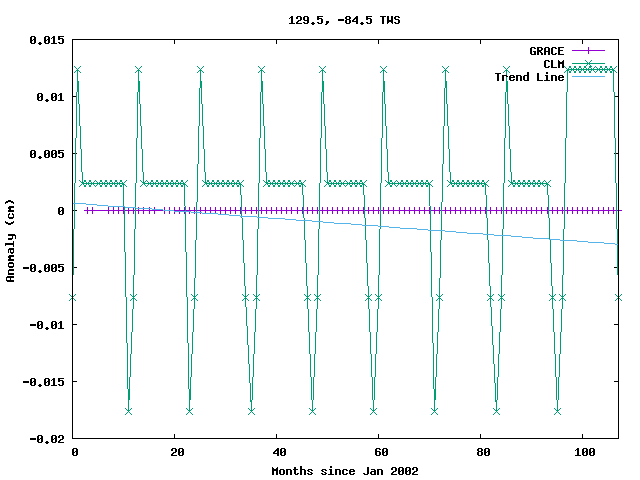 129.5, -84.5 TWS
0.015
0.01
0.005
0
-0.005
-0.01
-0.015
-0.02
Anomaly (cm)
GRACE
CLM
Trend Line
0 20 40 60 80 100
Months since Jan 2002